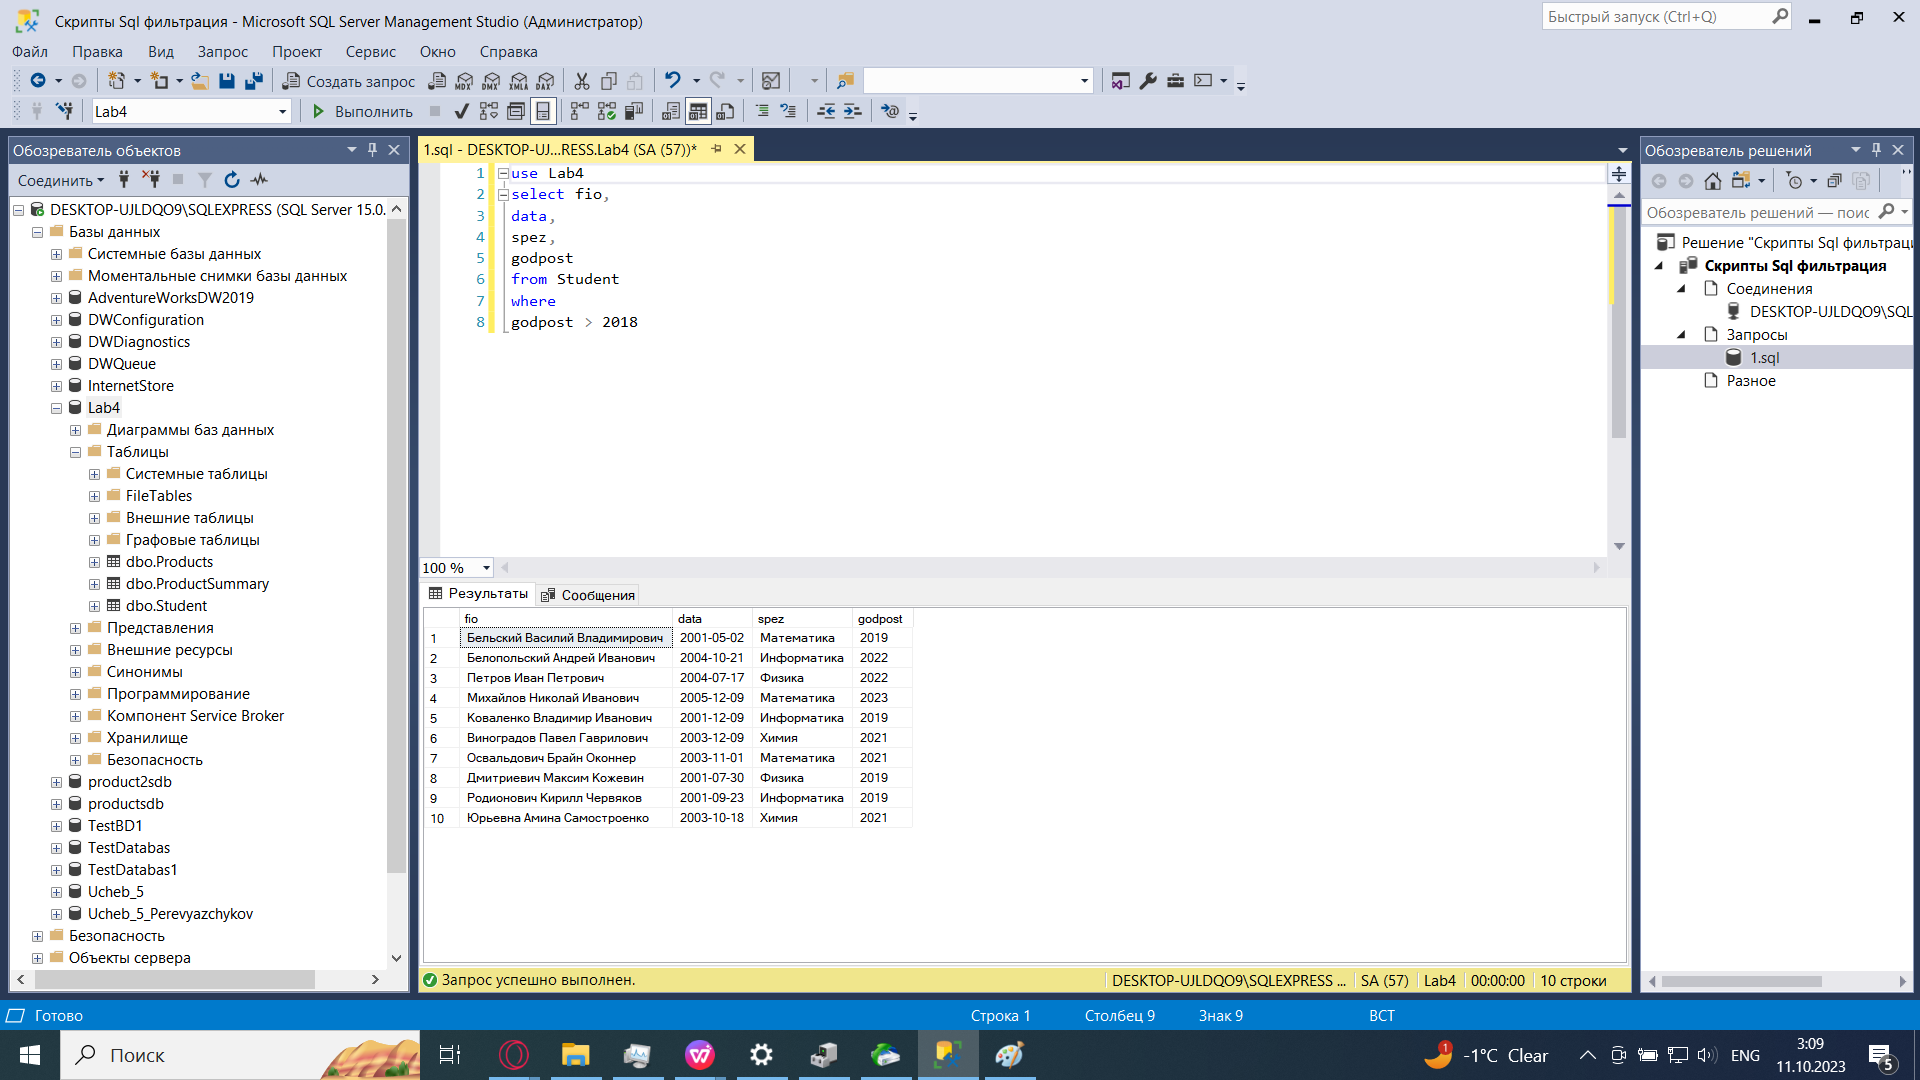 Скрипты Sql фильтрация - Microsoft SQL Server Management Studio (Администратор)
Быстрый запуск (Ctrl+Q)
Файл Правка Вид Запрос Проект Сервис Окно Справка
Создать запрос MDX DMX XMLA DAX
Lab4 Выполнить
Обозреватель объектов
Соединить
DESKTOP-UJLDQO9\SQLEXPRESS (SQL Server 15.0.
Базы данных
Системные базы данных
Моментальные снимки базы данных
AdventureWorksDW2019
DWConfiguration
DWDiagnostics
DWQueue
InternetStore
Lab4
Диаграммы баз данных
Таблицы
Системные таблицы
FileTables
Внешние таблицы
Графовые таблицы
dbo.Products
dbo.ProductSummary
dbo.Student
Представления
Внешние ресурсы
Синонимы
Программирование
Компонент Service Broker
Хранилище
Безопасность
product2sdb
productsdb
TestBD1
TestDatabas
TestDatabas1
Ucheb_5
Ucheb_5_Perevyazchykov
Безопасность
Объекты сервера
1.sql - DESKTOP-UJ...RESS.Lab4 (SA (57))*
1 use Lab4
2 select fio,
3 data,
4 spez,
5 godpost
6 from Student
7 where
8 godpost > 2018
100 %
Результаты Сообщения
fio data spez godpost
1 Бельский Василий Владимирович 2001-05-02 Математика 2019
2 Белопольский Андрей Иванович 2004-10-21 Информатика 2022
3 Петров Иван Петрович 2004-07-17 Физика 2022
4 Михайлов Николай Иванович 2005-12-09 Математика 2023
5 Коваленко Владимир Иванович 2001-12-09 Информатика 2019
6 Виноградов Павел Гаврилович 2003-12-09 Химия 2021
7 Освальдович Брайн Оконнер 2003-11-01 Математика 2021
8 Дмитриевич Максим Кожевин 2001-07-30 Физика 2019
9 Родионович Кирилл Червяков 2001-09-23 Информатика 2019
10 Юрьевна Амина Самостроенко 2003-10-18 Химия 2021
Запрос успешно выполнен. DESKTOP-UJLDQO9\SQLEXPRESS ... SA (57) Lab4 00:00:00 10 строки
Обозреватель решений
Обозреватель решений — поис
Решение "Скрипты Sql фильтраци
Скрипты Sql фильтрация
Соединения
DESKTOP-UJLDQO9\SQL
Запросы
1.sql
Разное
Готово Строка 1 Столбец 9 Знак 9 ВСТ
Поиск
1 -1°C Clear ENG 3:09
11.10.2023 5